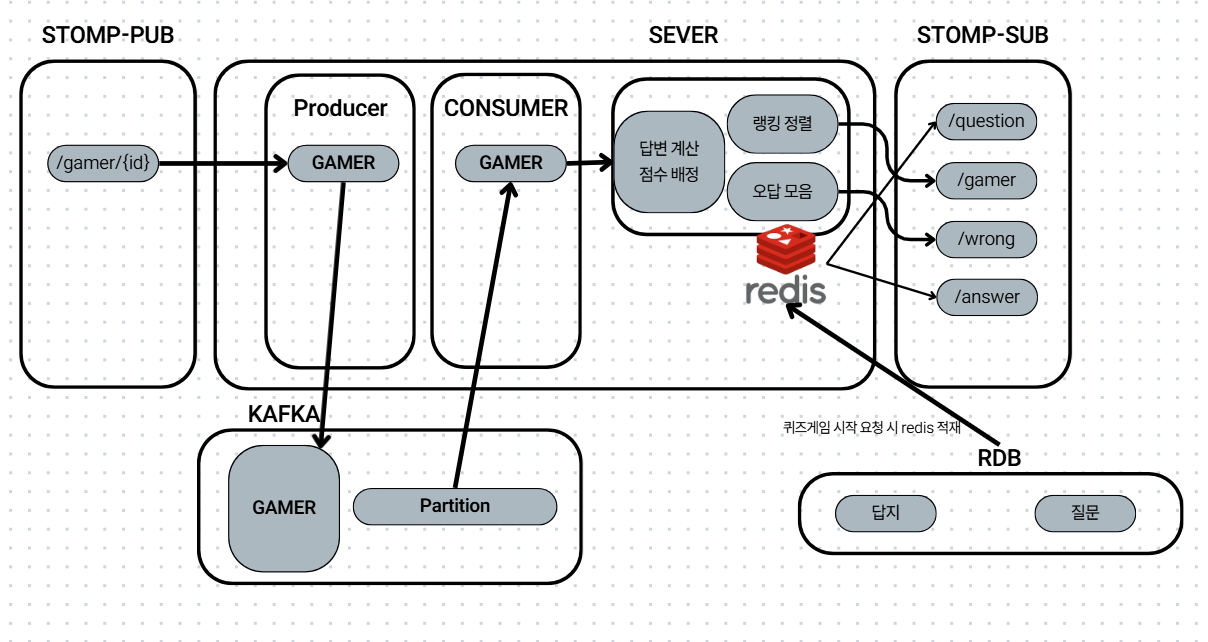 STOMP-PUB
SEVER
STOMP-SUB
Producer
CONSUMER
/gamer/{id}
GAMER
GAMER
답변 계산
점수 배정
랭킹 정렬
오답 모음
redis
/question
/gamer
/wrong
/answer
KAFKA
GAMER
Partition
퀴즈게임 시작 요청 시 redis 적재
RDB
답지
질문